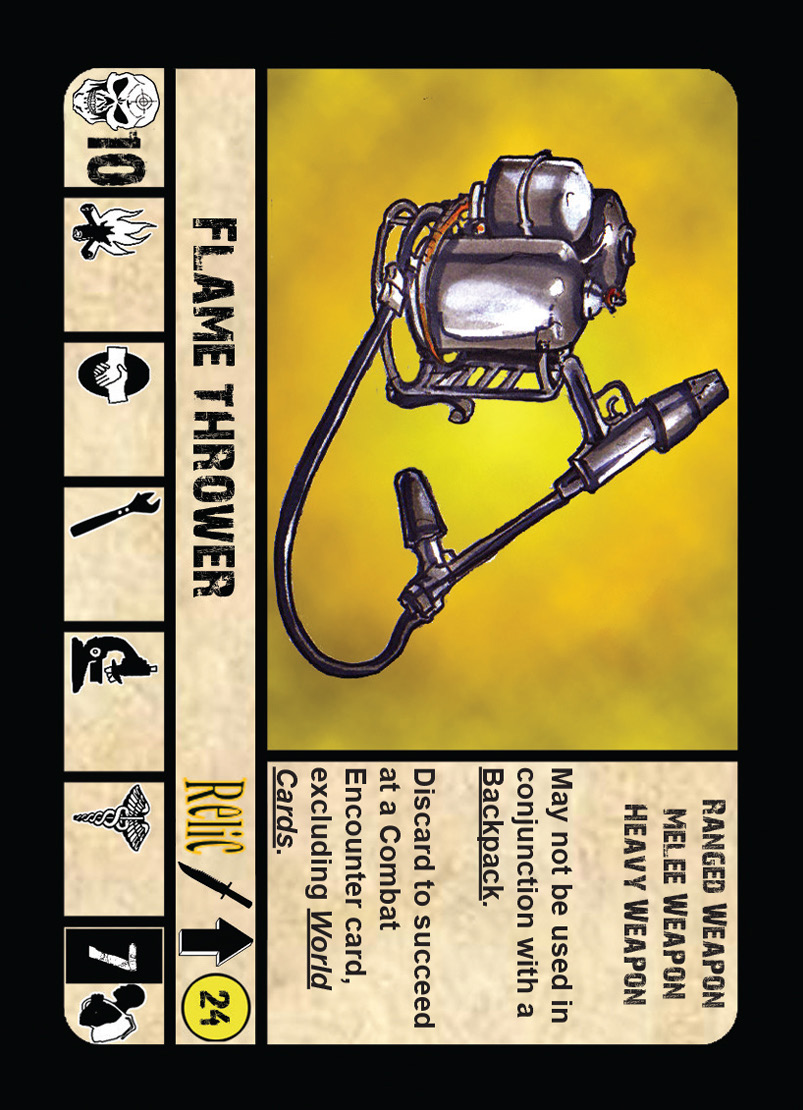 RANGED WEAPON
MELEE WEAPON
HEAVY WEAPON
May not be used in
conjunction with a
Backpack.
Discard to succeed
at a Combat
Encounter card,
excluding World
Cards.
FLAME THROWER
Relic
24
10
7